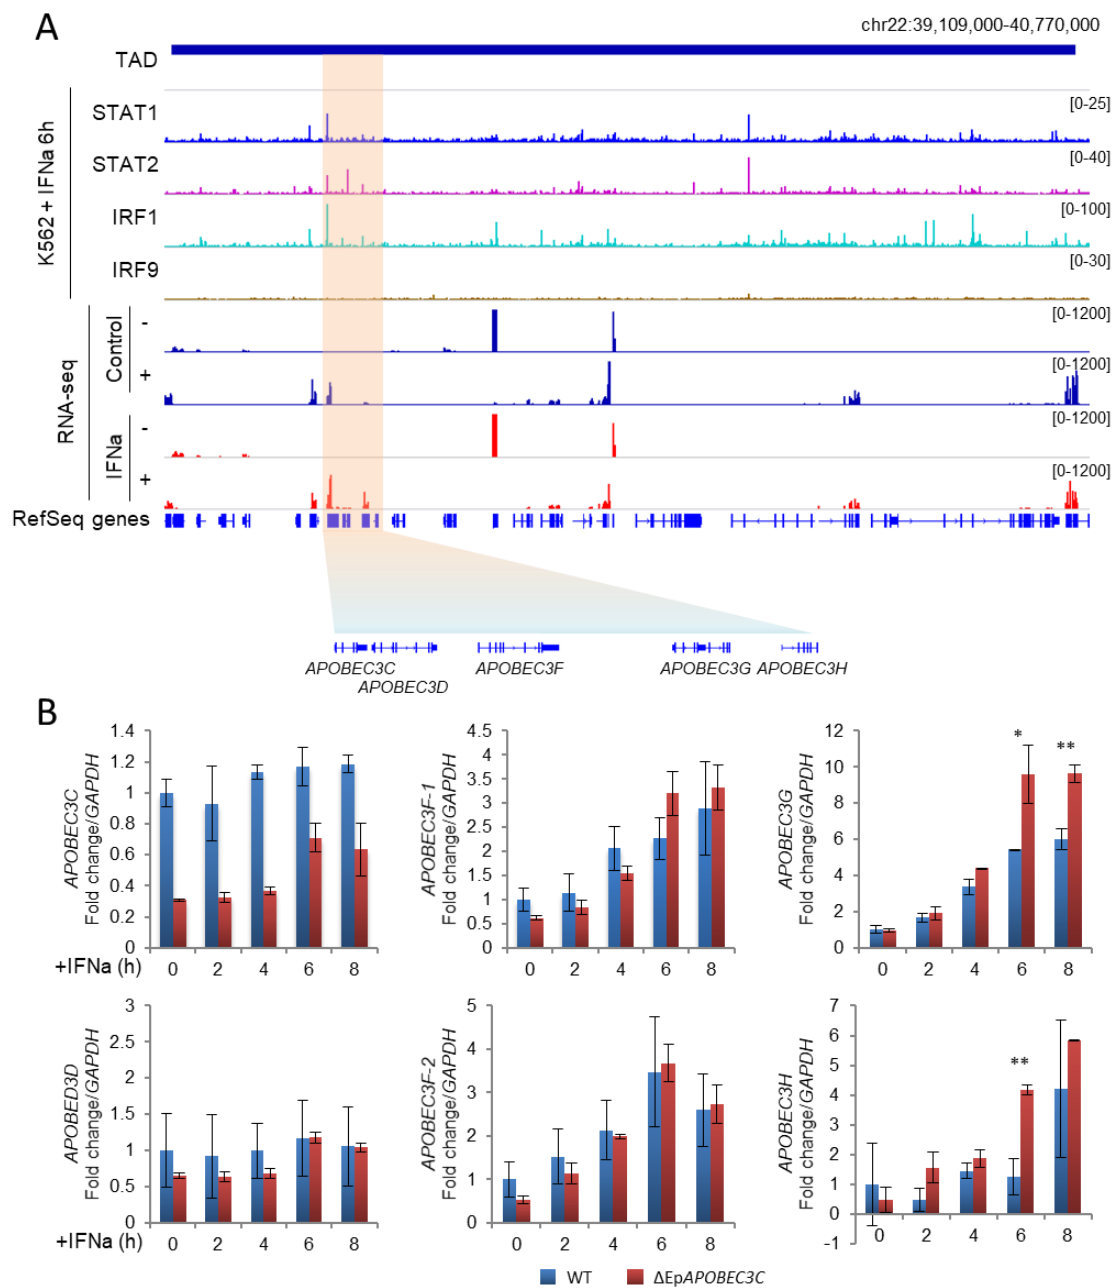 A
chr22:39,109,000-40,770,000
TAD
K562 + IFNa 6h
STAT1
[0-25]
STAT2
[0-40]
IRF1
[0-100]
IRF9
[0-30]
RNA-seq
Control
-
[0-1200]
+
[0-1200]
IFNa
-
[0-1200]
+
[0-1200]
RefSeq genes
APOBEC3C
APOBEC3D
APOBEC3F
APOBEC3G
APOBEC3H
B
APOBEC3C
Fold change/GAPDH
1.4
1.2
1
0.8
0.6
0.4
0.2
0
+IFNa (h)
0 2 4 6 8
APOBEC3F-1
Fold change/GAPDH
4.5
4
3.5
3
2.5
2
1.5
1
0.5
0
0 2 4 6 8
APOBEC3G
Fold change/GAPDH
12
10
8
6
4
2
0
* **
0 2 4 6 8
APOBED3D
Fold change/GAPDH
3
2.5
2
1.5
1
0.5
0
+IFNa (h)
0 2 4 6 8
APOBEC3F-2
Fold change/GAPDH
5
4
3
2
1
0
0 2 4 6 8
APOBEC3H
Fold change/GAPDH
7
6
5
4
3
2
1
0
-1
**
0 2 4 6 8
WT
ΔEpAPOBEC3C